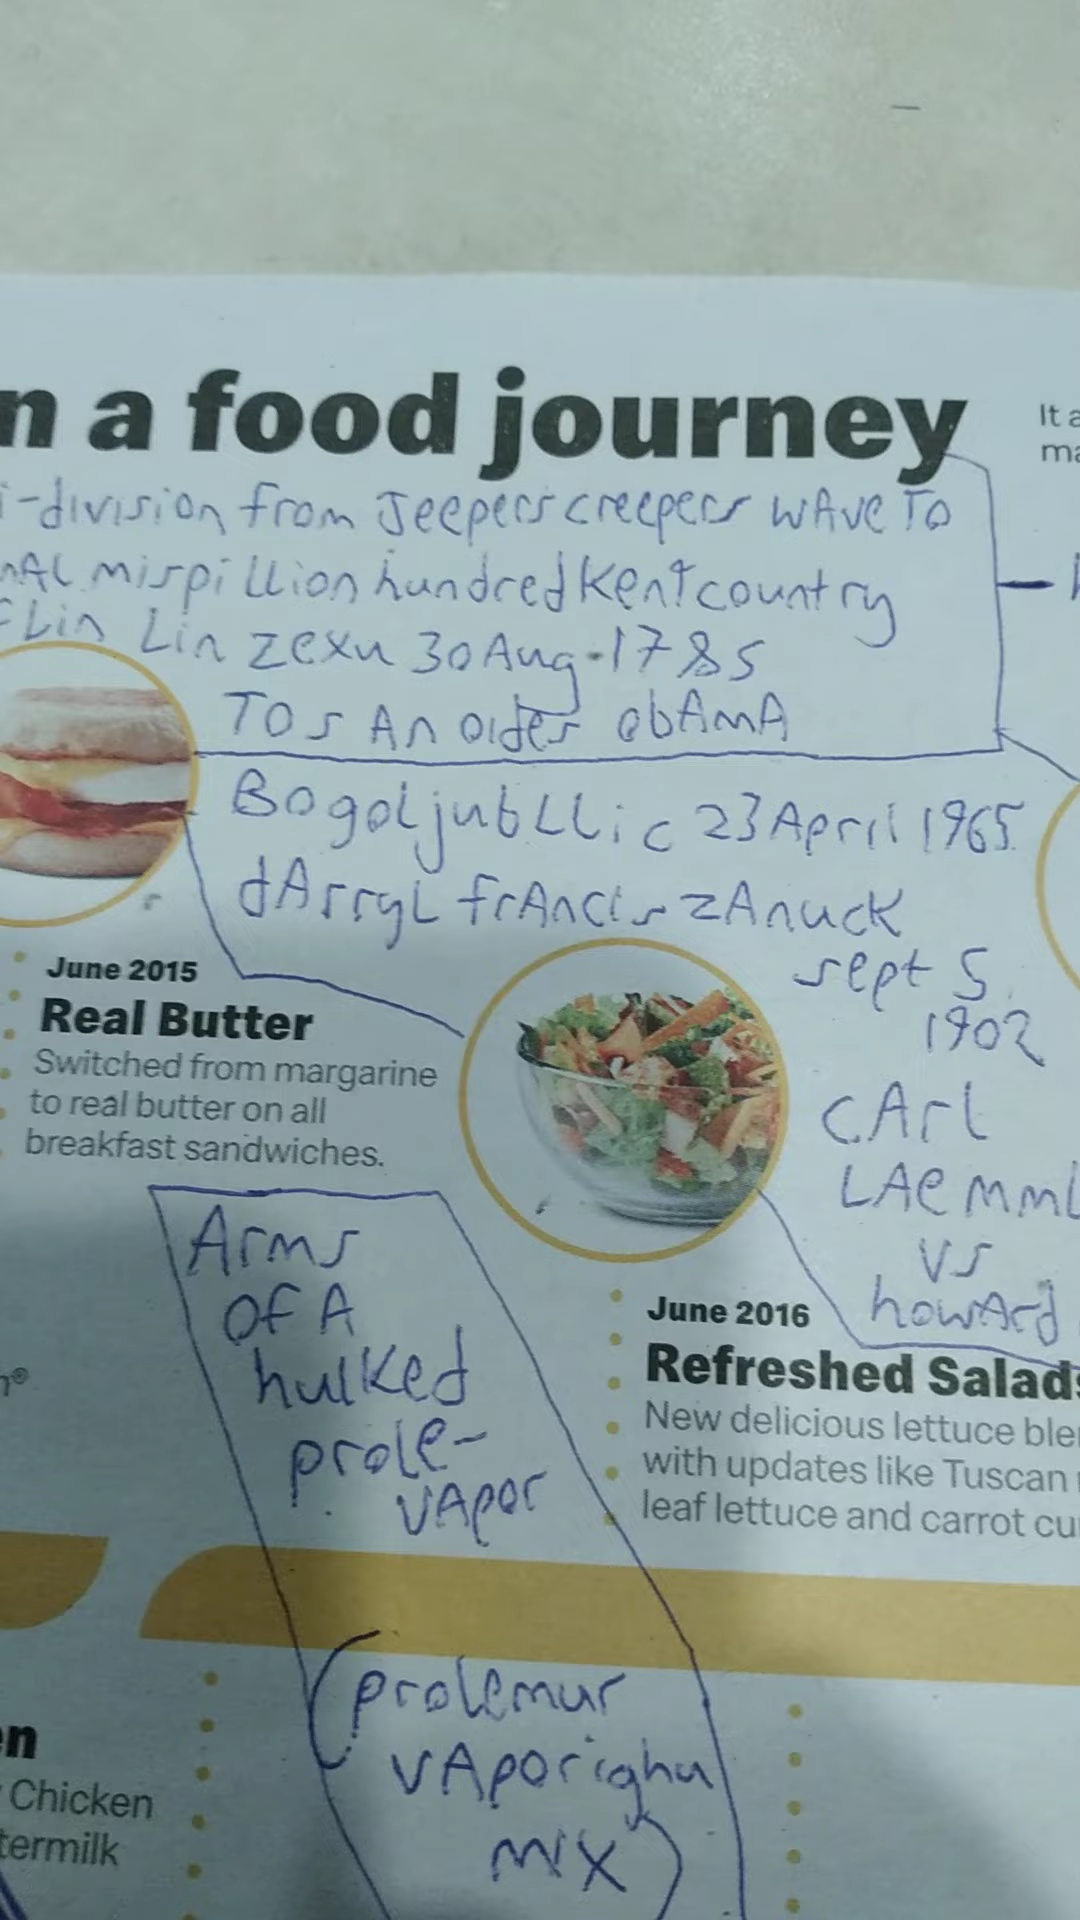 n a food journey
It a
ma
i-division from Jeepers creepers wAve To
nAL mispillion hundred Kent country
FLin Lin zexu 30 Aug-1785
TOs An older obAmA
BogoLjubLLic 23 April 1965
dArryL frAncis zAnuck
sept 5
1902
cArL
LAemmL
vs
howArd
June 2015
Real Butter
Switched from margarine
to real butter on all
breakfast sandwiches.
Arms
of A
hulked
prole-
vApor
n®
June 2016
Refreshed Salads
New delicious lettuce ble
with updates like Tuscan
leaf lettuce and carrot cu
(prolemur
vAporighu
mix)
en
Chicken
termilk